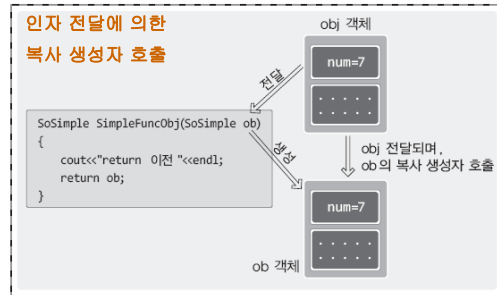 인자 전달에 의한
복사 생성자 호출
obj 객체
num=7
. . . . .
. . . . .
전달
SoSimple SimpleFuncObj(SoSimple ob)
{
cout<<"return 이전 "<<endl;
return ob;
}
생성
obj 전달되며,
ob의 복사 생성자 호출
num=7
. . . . .
. . . . .
ob 객체